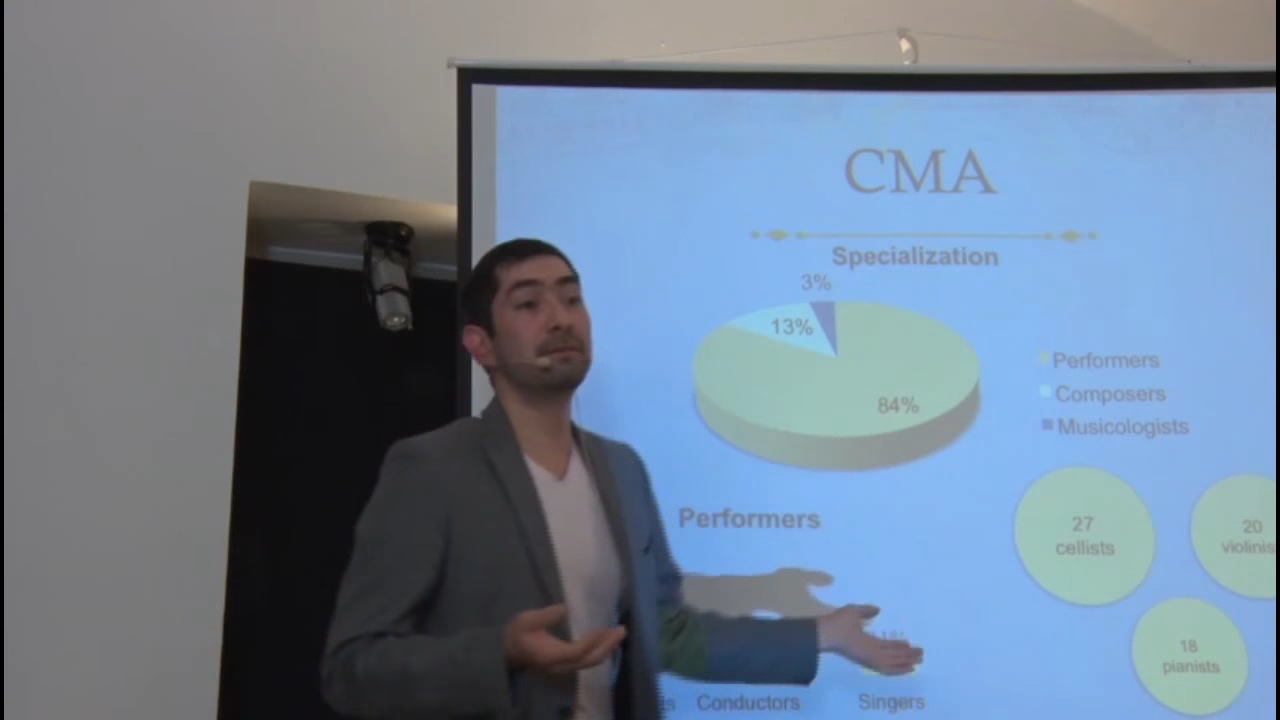 CMA
Specialization
3%
13%
84%
Performers
Composers
Musicologists
Performers
27
cellists
20
18
pianists
Conductors
Singers